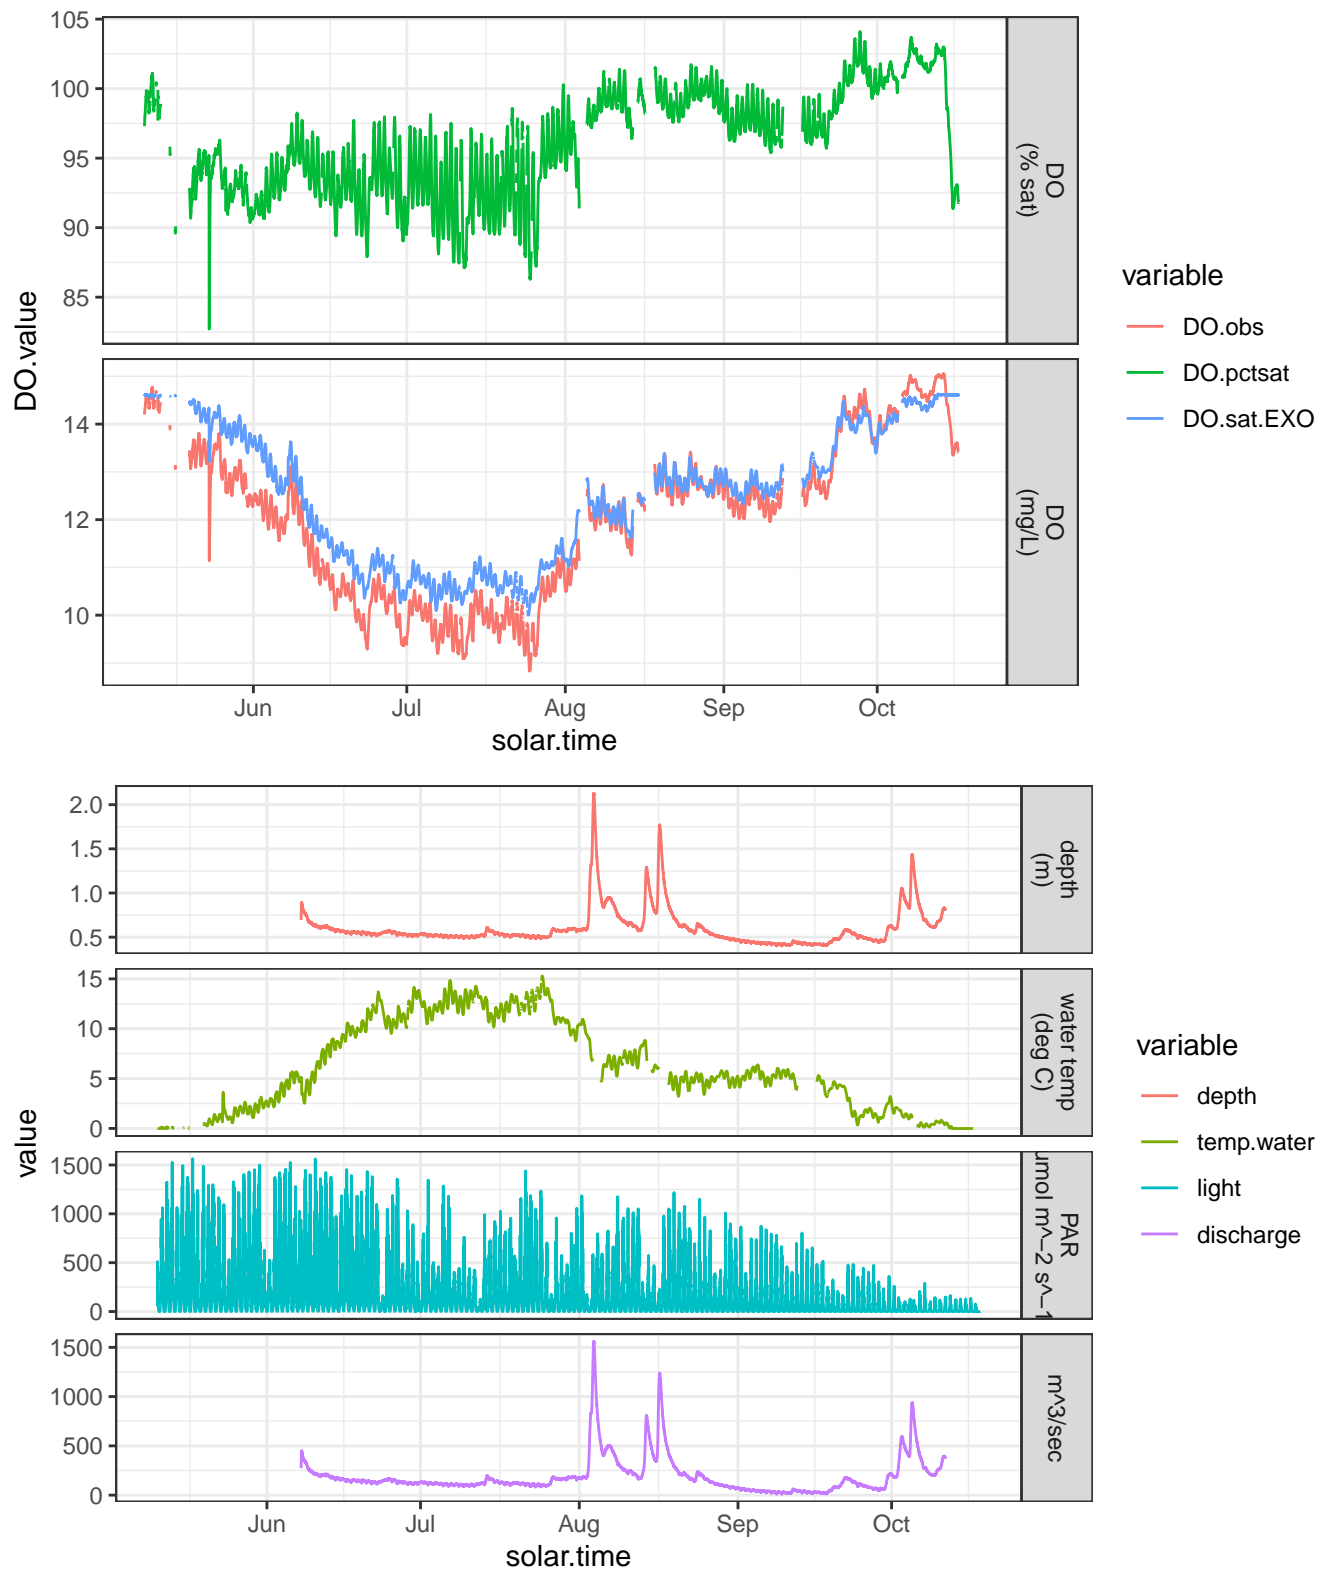 105
100
95
90
85
DO
(% sat)
14
12
10
DO
(mg/L)
DO.value
Jun Jul Aug Sep Oct
solar.time
variable
DO.obs
DO.pctsat
DO.sat.EXO
2.0
1.5
1.0
0.5
depth
(m)
15
10
5
0
water temp
(deg C)
1500
1000
500
0
PAR
umol m^-2 s^-1
1500
1000
500
0
m^3/sec
value
Jun Jul Aug Sep Oct
solar.time
variable
depth
temp.water
light
discharge